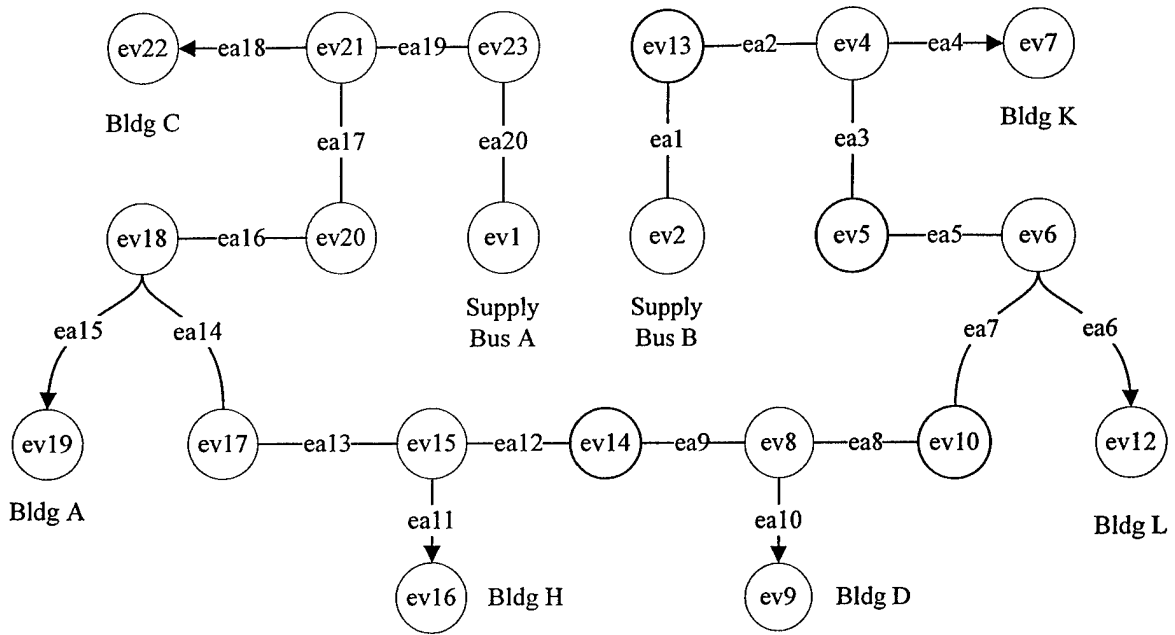 ev22 ea18 ev21 ea19 ev23 ev13 ea2 ev4 ea4 ev7
Bldg C
Bldg K
ea17 ea20 ea1 ea3
ev18 ea16 ev20 ev1 ev2 ev5 ea5 ev6
Supply Supply
Bus A Bus B
ea15 ea14 ea7 ea6
ev19 ev17 ea13 ev15 ea12 ev14 ea9 ev8 ea8 ev10 ev12
Bldg A
Bldg L
ea11 ea10
ev16 Bldg H ev9 Bldg D